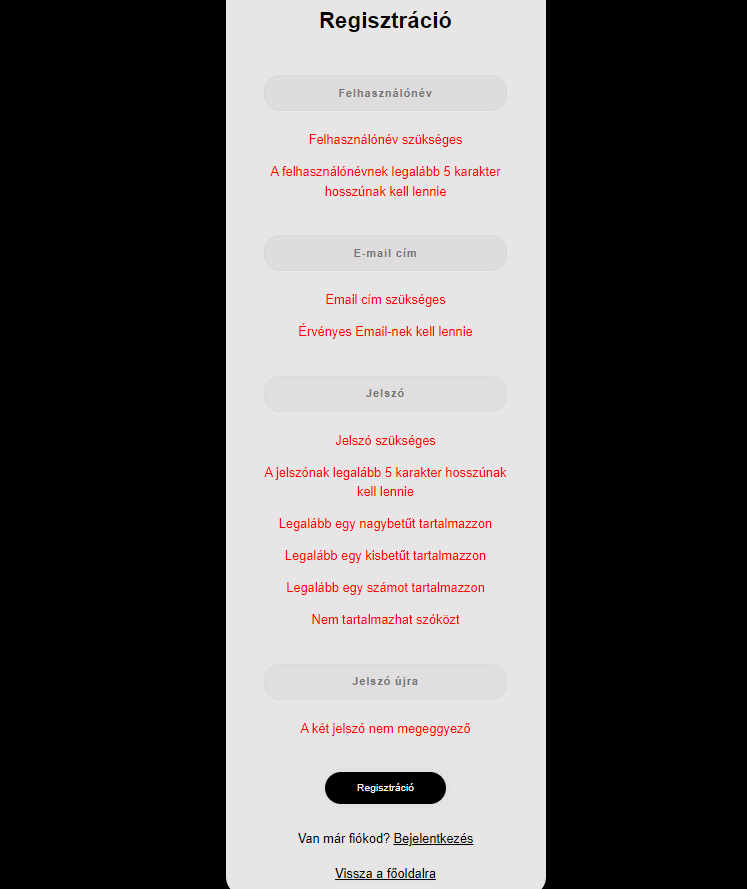 Regisztráció
Felhasználónév
Felhasználónév szükséges
A felhasználónévnek legalább 5 karakter
hosszúnak kell lennie
E-mail cím
Email cím szükséges
Érvényes Email-nek kell lennie
Jelszó
Jelszó szükséges
A jelszónak legalább 5 karakter hosszúnak
kell lennie
Legalább egy nagybetűt tartalmazzon
Legalább egy kisbetűt tartalmazzon
Legalább egy számot tartalmazzon
Nem tartalmazhat szóközt
Jelszó újra
A két jelszó nem megeggyező
Regisztráció
Van már fiókod? Bejelentkezés
Vissza a főoldalra